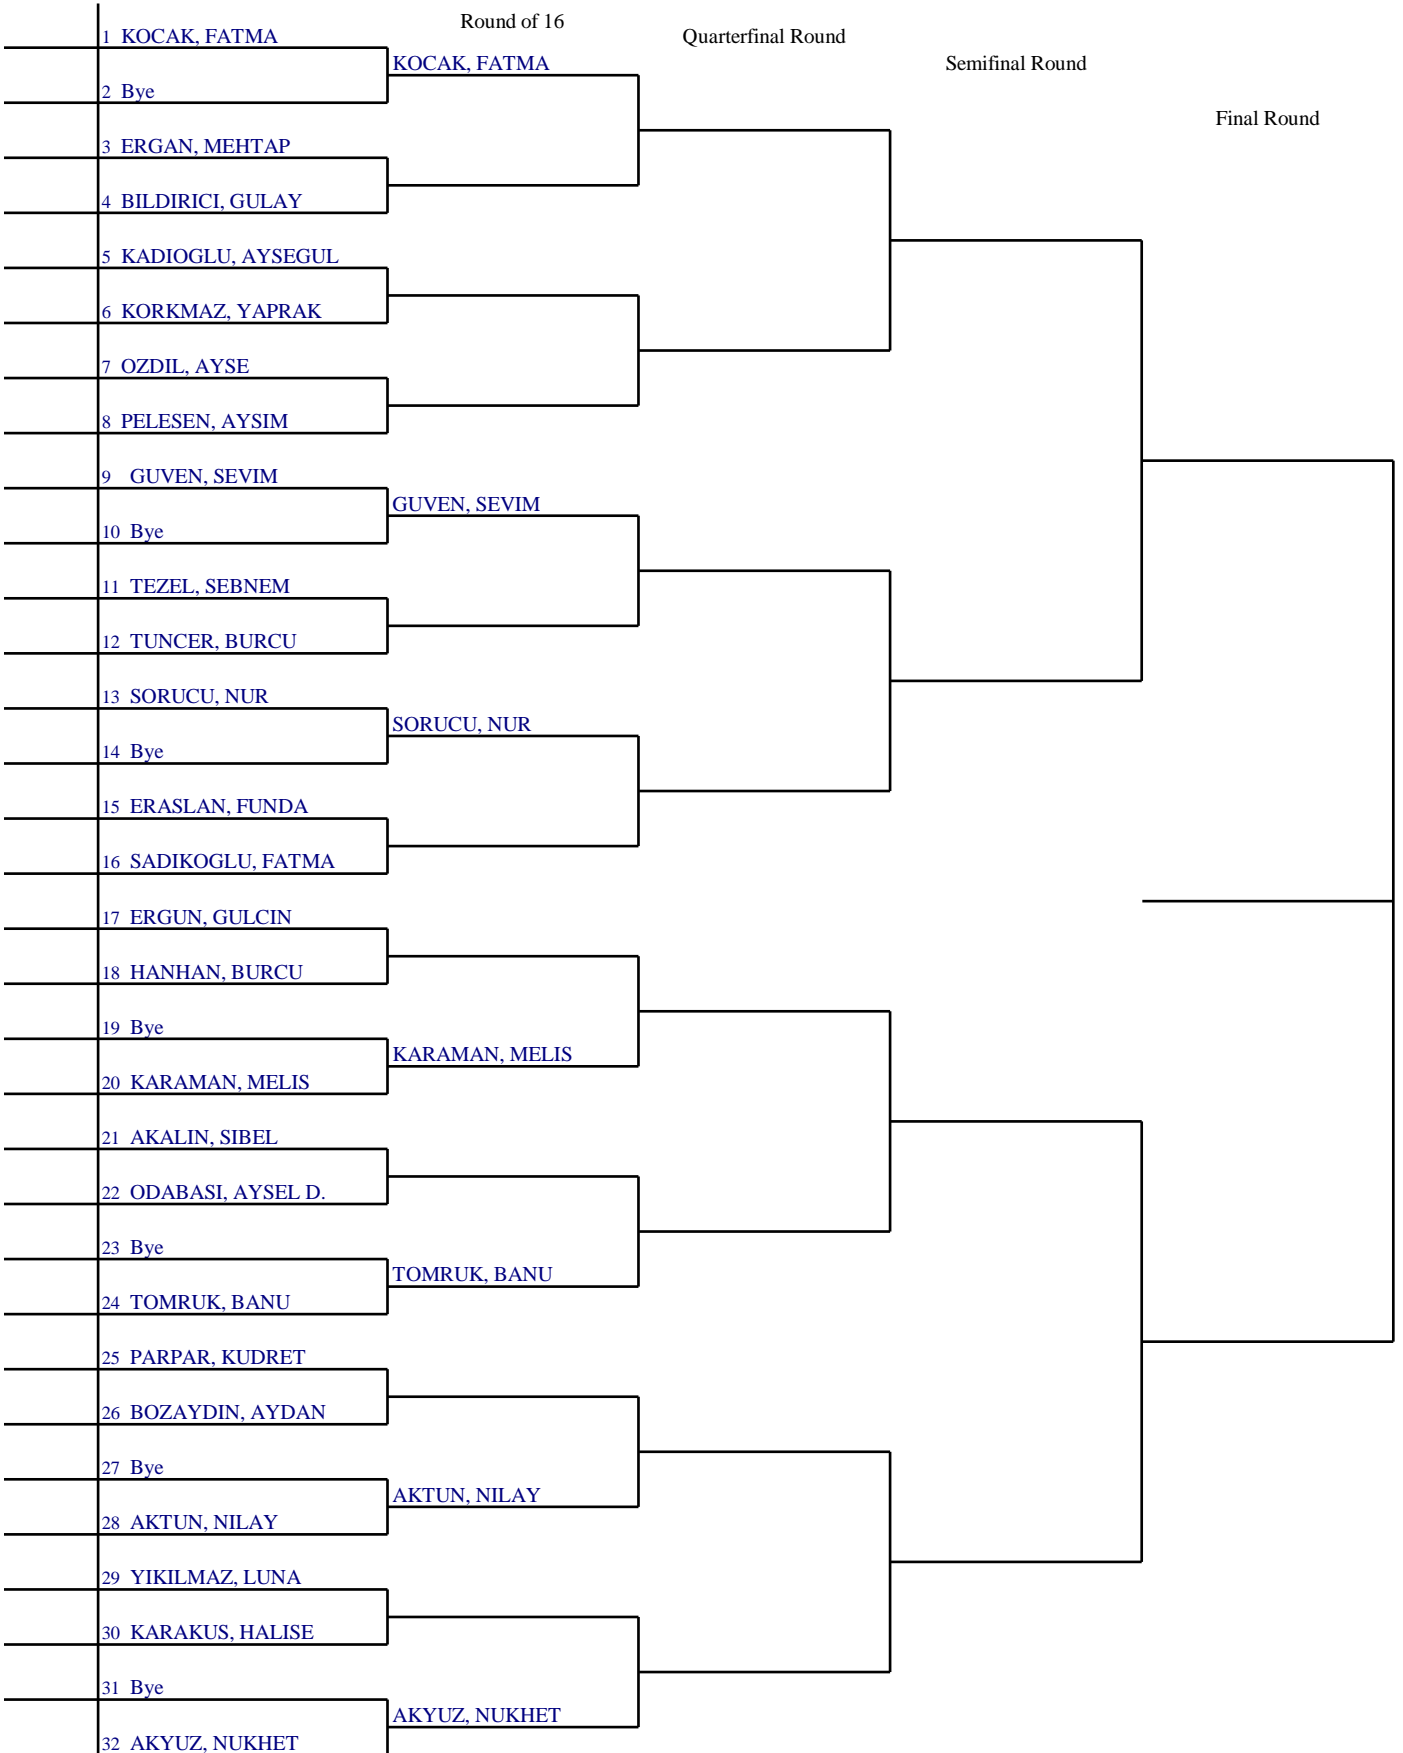 Round of 16
Quarterfinal Round
Semifinal Round
Final Round
1 KOCAK, FATMA
KOCAK, FATMA
2 Bye
3 ERGAN, MEHTAP
4 BILDIRICI, GULAY
5 KADIOGLU, AYSEGUL
6 KORKMAZ, YAPRAK
7 OZDIL, AYSE
8 PELESEN, AYSIM
9 GUVEN, SEVIM
GUVEN, SEVIM
10 Bye
11 TEZEL, SEBNEM
12 TUNCER, BURCU
13 SORUCU, NUR
SORUCU, NUR
14 Bye
15 ERASLAN, FUNDA
16 SADIKOGLU, FATMA
17 ERGUN, GULCIN
18 HANHAN, BURCU
19 Bye
KARAMAN, MELIS
20 KARAMAN, MELIS
21 AKALIN, SIBEL
22 ODABASI, AYSEL D.
23 Bye
TOMRUK, BANU
24 TOMRUK, BANU
25 PARPAR, KUDRET
26 BOZAYDIN, AYDAN
27 Bye
AKTUN, NILAY
28 AKTUN, NILAY
29 YIKILMAZ, LUNA
30 KARAKUS, HALISE
31 Bye
AKYUZ, NUKHET
32 AKYUZ, NUKHET